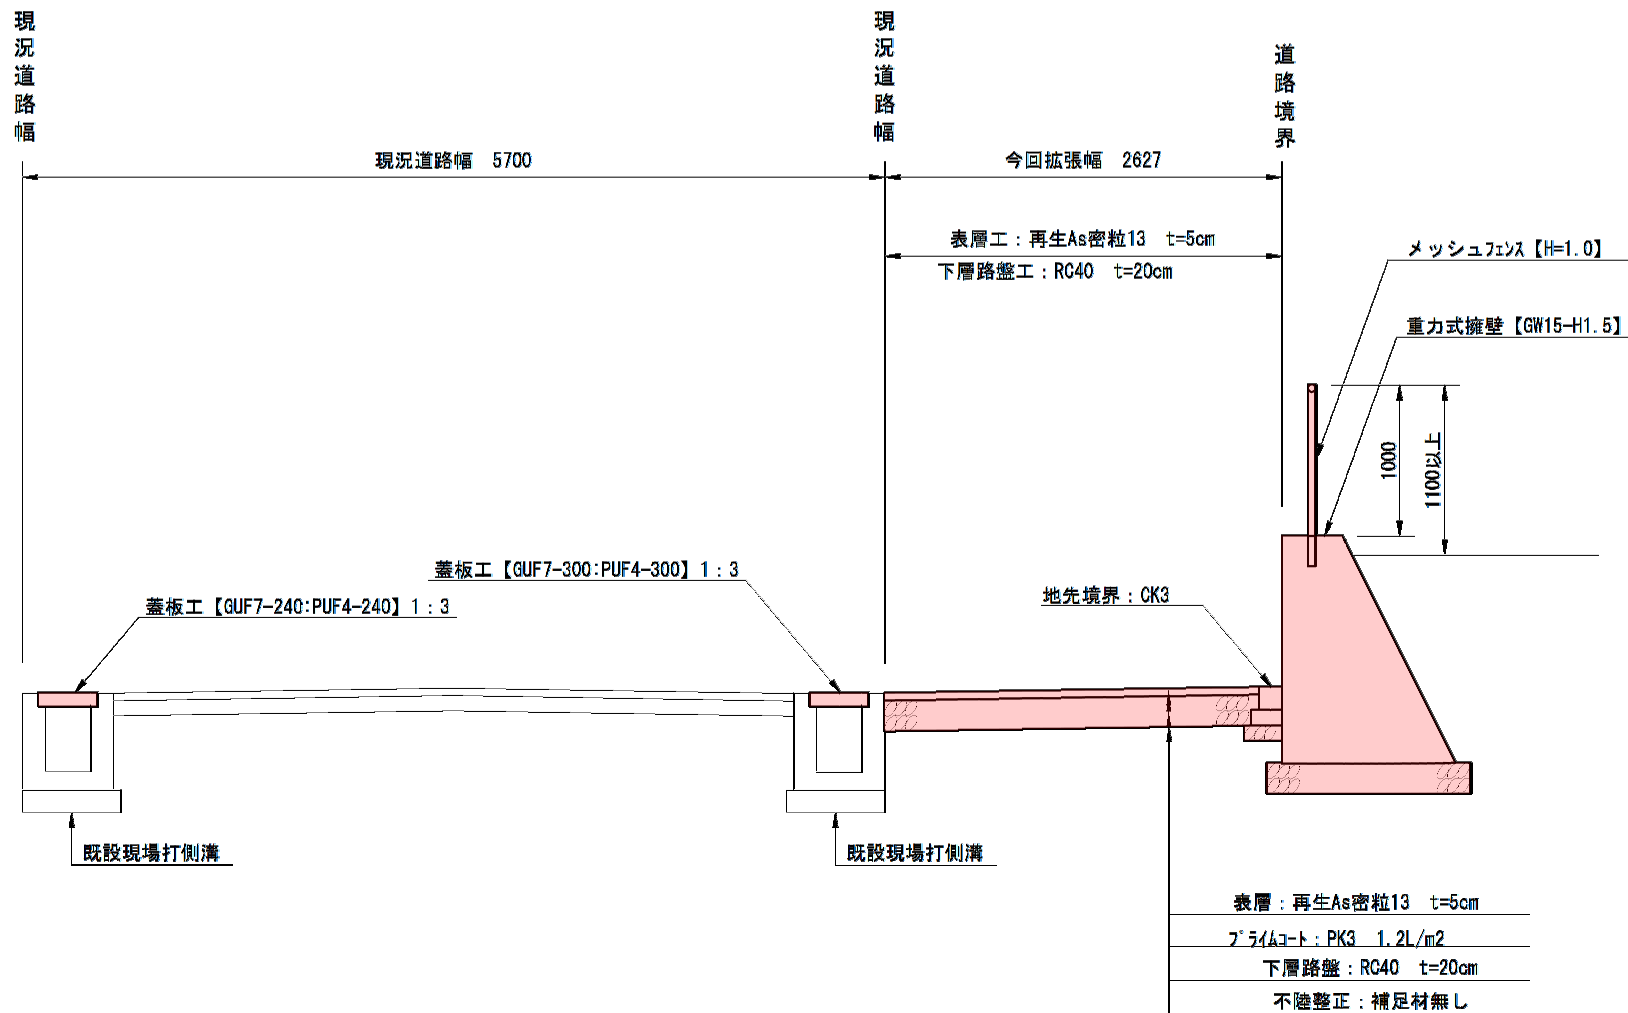 現況道路幅
現況道路幅
道路境界
現況道路幅　5700
今回拡張幅　2627
表層工：再生As密粒13　t=5cm
下層路盤工：RC40　t=20cm
メッシュフェンス【H=1.0】
重力式擁壁【GW15-H1.5】
1000
1100以上
蓋板工【GUF7-300:PUF4-300】1：3
蓋板工【GUF7-240:PUF4-240】1：3
地先境界：CK3
既設現場打側溝
既設現場打側溝
表層：再生As密粒13　t=5cm
プライムコート：PK3　1.2L/m2
下層路盤：RC40　t=20cm
不陸整正：補足材無し